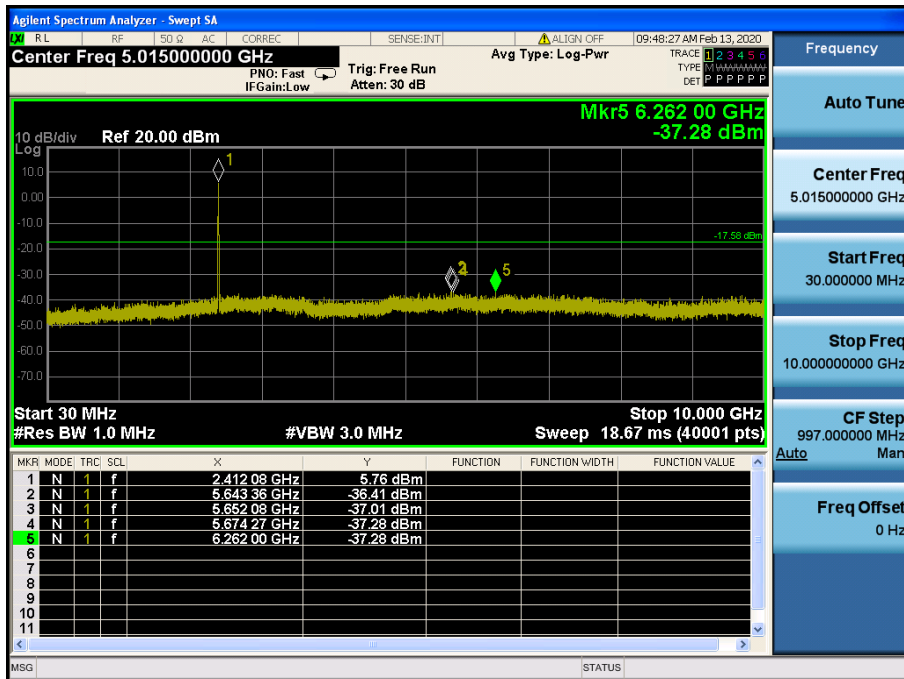 Agilent Spectrum Analyzer - Swept SA
LXI RL RF 50 Ω AC CORREC SENSE:INT ALIGN OFF 09:48:27 AM Feb 13, 2020
Center Freq 5.015000000 GHz
PNO: Fast
IFGain:Low
Trig: Free Run
Atten: 30 dB
Avg Type: Log-Pwr
TRACE 1 2 3 4 5 6
TYPE M WWWWW
DET P P P P P P
Mkr5 6.262 00 GHz
-37.28 dBm
10 dB/div Ref 20.00 dBm
Log
10.0
0.00
-10.0
-20.0
-30.0
-40.0
-50.0
-60.0
-70.0
1
-17.58 dBm
2
5
Start 30 MHz Stop 10.000 GHz
#Res BW 1.0 MHz #VBW 3.0 MHz Sweep 18.67 ms (40001 pts)
MKR MODE TRC SCL X Y FUNCTION FUNCTION WIDTH FUNCTION VALUE
1 N 1 f 2.412 08 GHz 5.76 dBm
2 N 1 f 5.643 36 GHz -36.41 dBm
3 N 1 f 5.652 08 GHz -37.01 dBm
4 N 1 f 5.674 27 GHz -37.28 dBm
5 N 1 f 6.262 00 GHz -37.28 dBm
6
7
8
9
10
11
MSG STATUS
Frequency
Auto Tune
Center Freq
5.015000000 GHz
Start Freq
30.000000 MHz
Stop Freq
10.000000000 GHz
CF Step
997.000000 MHz
Auto Man
Freq Offset
0 Hz